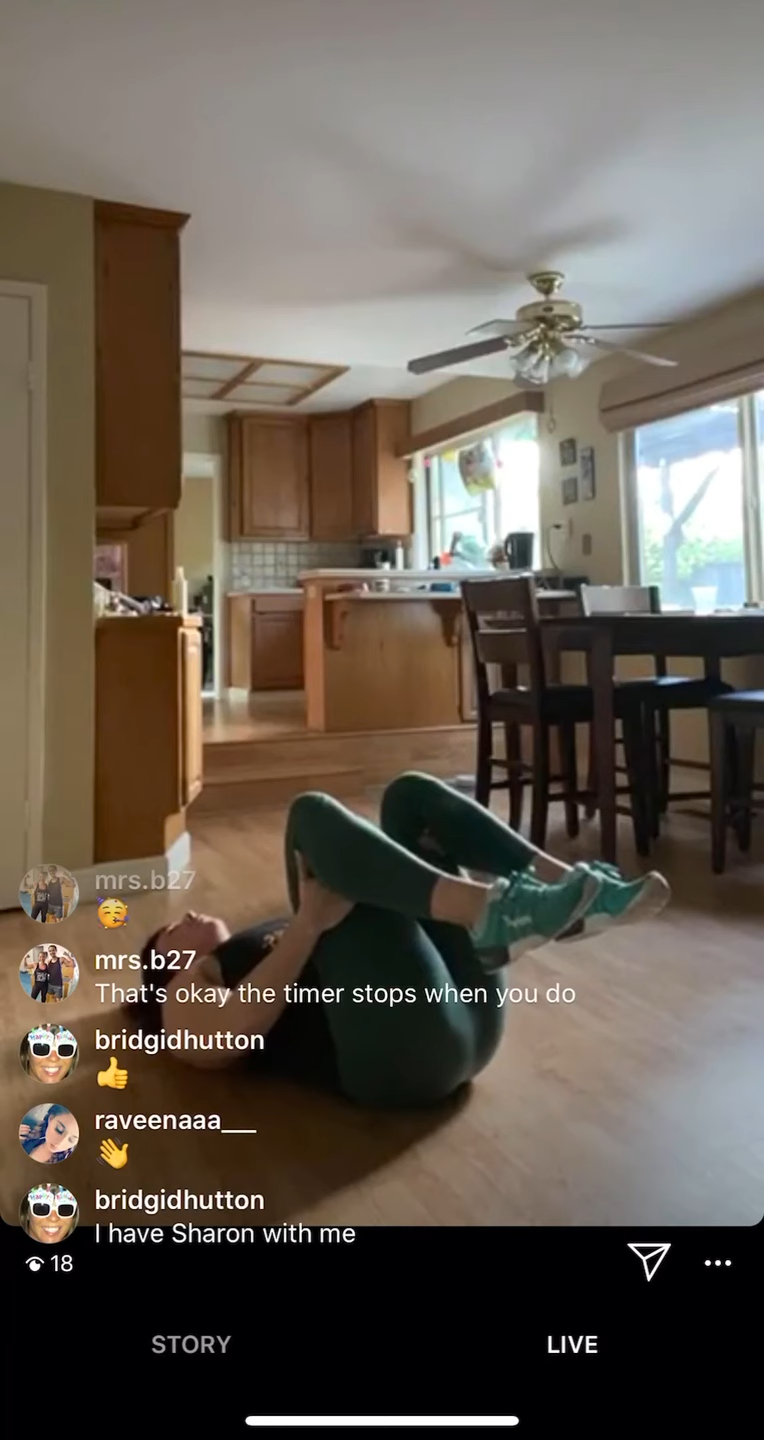 mrs.b27
🥳
mrs.b27
That's okay the timer stops when you do
bridgidhutton
👍
raveenaaa__
👋
bridgidhutton
I have Sharon with me
18
STORY
LIVE